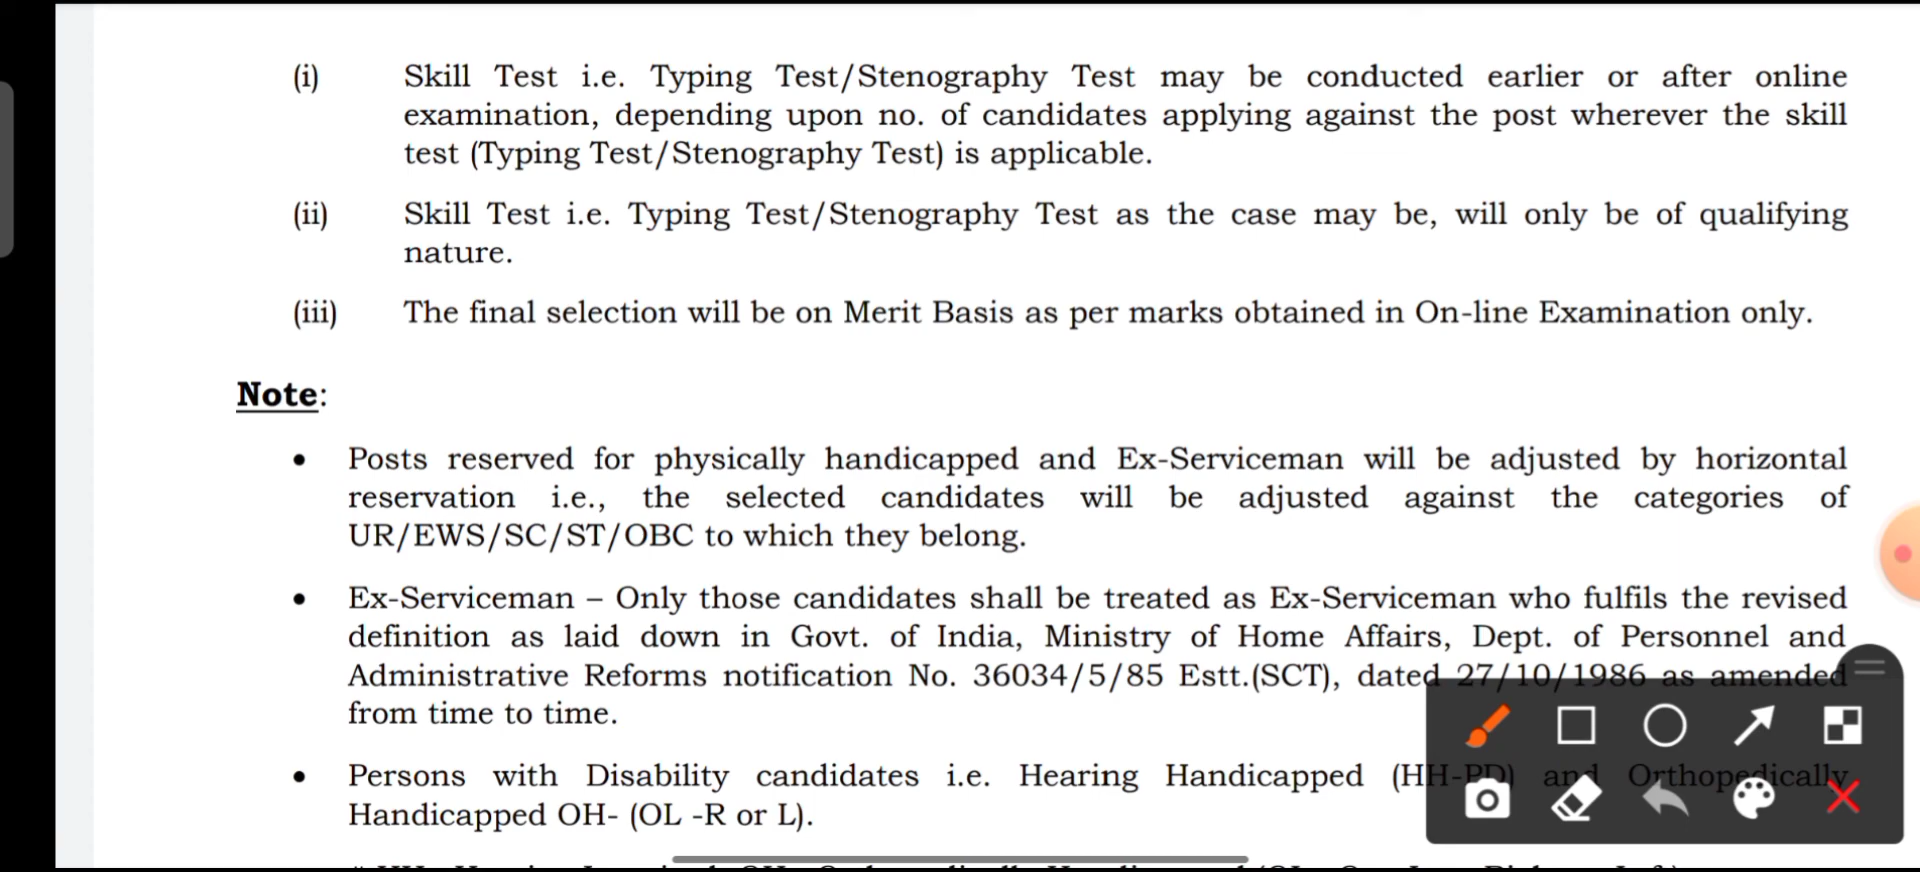 (i) Skill Test i.e. Typing Test/Stenography Test may be conducted earlier or after online
examination, depending upon no. of candidates applying against the post wherever the skill
test (Typing Test/Stenography Test) is applicable.
(ii) Skill Test i.e. Typing Test/Stenography Test as the case may be, will only be of qualifying
nature.
(iii) The final selection will be on Merit Basis as per marks obtained in On-line Examination only.
Note:
• Posts reserved for physically handicapped and Ex-Serviceman will be adjusted by horizontal
reservation i.e., the selected candidates will be adjusted against the categories of
UR/EWS/SC/ST/OBC to which they belong.
• Ex-Serviceman – Only those candidates shall be treated as Ex-Serviceman who fulfils the revised
definition as laid down in Govt. of India, Ministry of Home Affairs, Dept. of Personnel and
Administrative Reforms notification No. 36034/5/85 Estt.(SCT), dated 27/10/1986 as amended
from time to time.
• Persons with Disability candidates i.e. Hearing Handicapped (HH-PD) and Orthopedically
Handicapped OH- (OL -R or L).